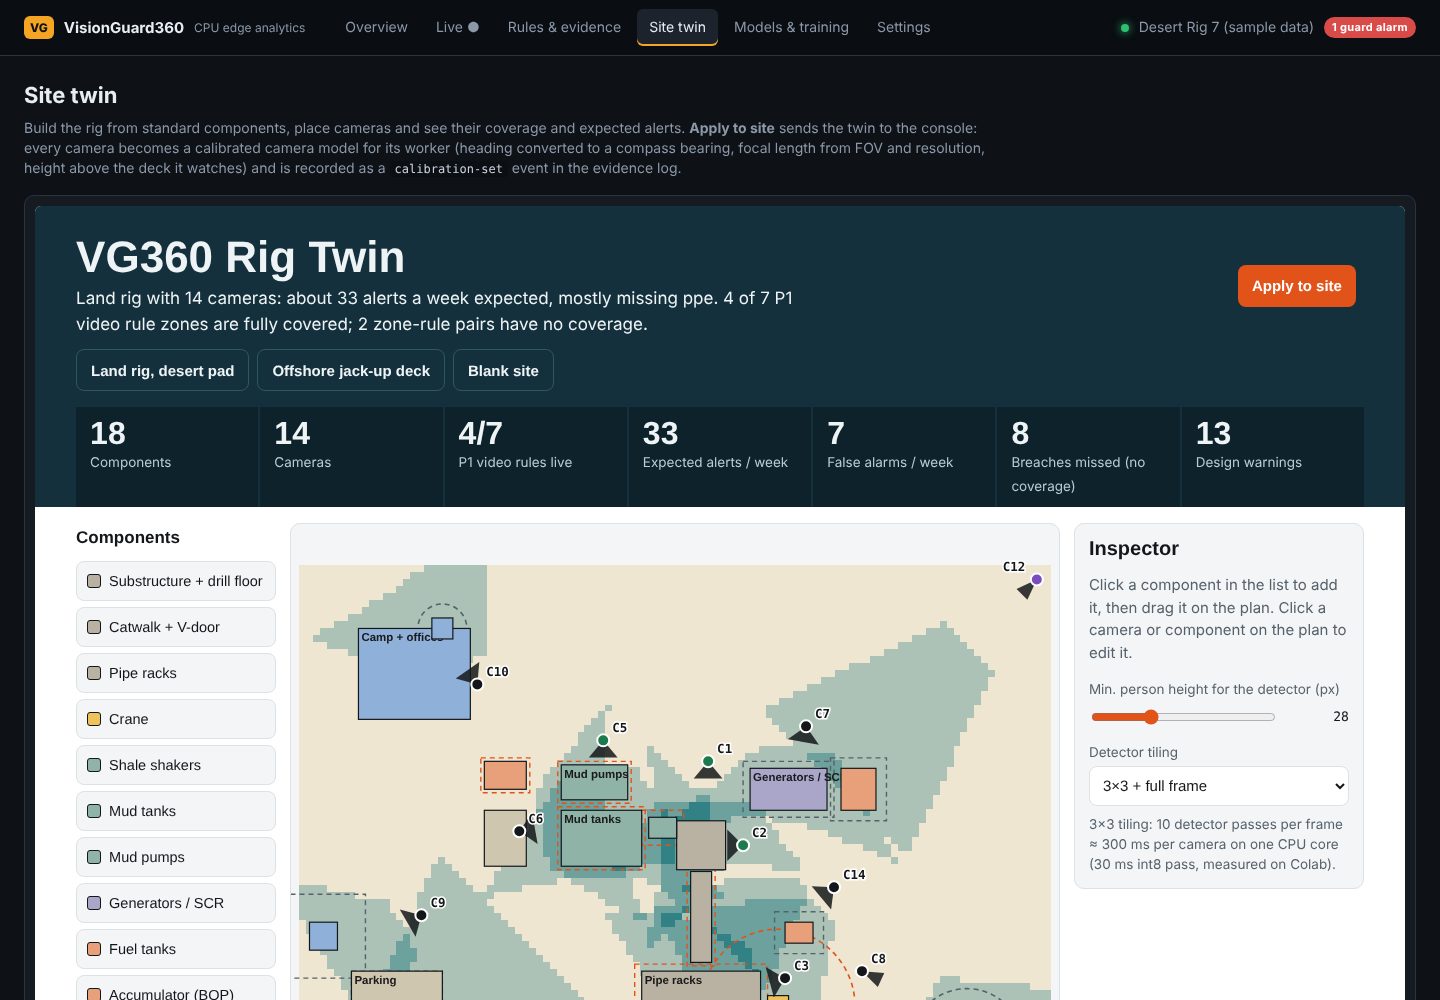 VG VisionGuard360 CPU edge analytics Overview Live Rules & evidence Site twin Models & training Settings Desert Rig 7 (sample data) 1 guard alarm
Site twin
Build the rig from standard components, place cameras and see their coverage and expected alerts. Apply to site sends the twin to the console:
every camera becomes a calibrated camera model for its worker (heading converted to a compass bearing, focal length from FOV and resolution,
height above the deck it watches) and is recorded as a calibration-set event in the evidence log.
VG360 Rig Twin
Land rig with 14 cameras: about 33 alerts a week expected, mostly missing ppe. 4 of 7 P1
video rule zones are fully covered; 2 zone-rule pairs have no coverage.
Apply to site
Land rig, desert pad
Offshore jack-up deck
Blank site
18
Components
14
Cameras
4/7
P1 video rules live
33
Expected alerts / week
7
False alarms / week
8
Breaches missed (no
coverage)
13
Design warnings
Components
Substructure + drill floor
Catwalk + V-door
Pipe racks
Crane
Shale shakers
Mud tanks
Mud pumps
Generators / SCR
Fuel tanks
Accumulator (BOP)
C12
Camp + offices
C10
C5
C7
C1
Mud pumps
Generators / SC
C6
Mud tanks
C2
C14
C9
C3
C8
Parking
Pipe racks
Inspector
Click a component in the list to add
it, then drag it on the plan. Click a
camera or component on the plan to
edit it.
Min. person height for the detector (px)
28
Detector tiling
3×3 + full frame
3×3 tiling: 10 detector passes per frame
≈ 300 ms per camera on one CPU core
(30 ms int8 pass, measured on Colab).